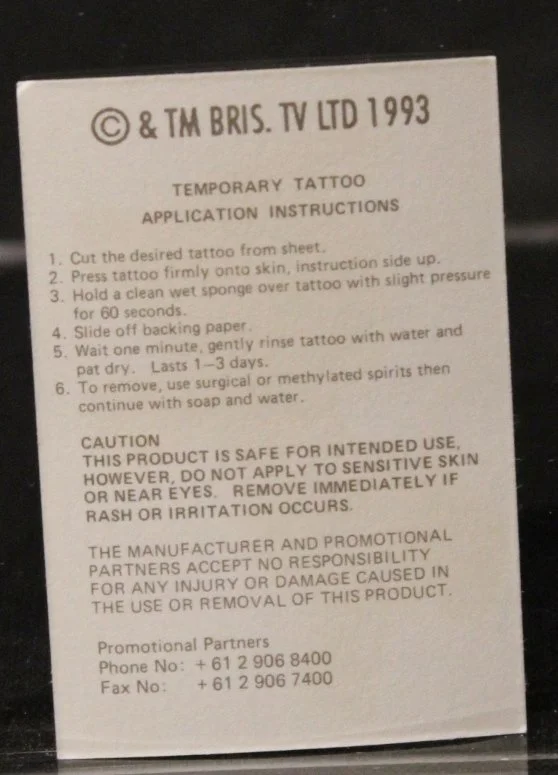 © & TM BRIS. TV LTD 1993
TEMPORARY TATTOO
APPLICATION INSTRUCTIONS
1. Cut the desired tattoo from sheet.
2. Press tattoo firmly onto skin, instruction side up.
3. Hold a clean wet sponge over tattoo with slight pressure
for 60 seconds.
4. Slide off backing paper.
5. Wait one minute, gently rinse tattoo with water and
pat dry. Lasts 1–3 days.
6. To remove, use surgical or methylated spirits then
continue with soap and water.
CAUTION
THIS PRODUCT IS SAFE FOR INTENDED USE,
HOWEVER, DO NOT APPLY TO SENSITIVE SKIN
OR NEAR EYES. REMOVE IMMEDIATELY IF
RASH OR IRRITATION OCCURS.
THE MANUFACTURER AND PROMOTIONAL
PARTNERS ACCEPT NO RESPONSIBILITY
FOR ANY INJURY OR DAMAGE CAUSED IN
THE USE OR REMOVAL OF THIS PRODUCT.
Promotional Partners
Phone No: + 61 2 906 8400
Fax No: + 61 2 906 7400